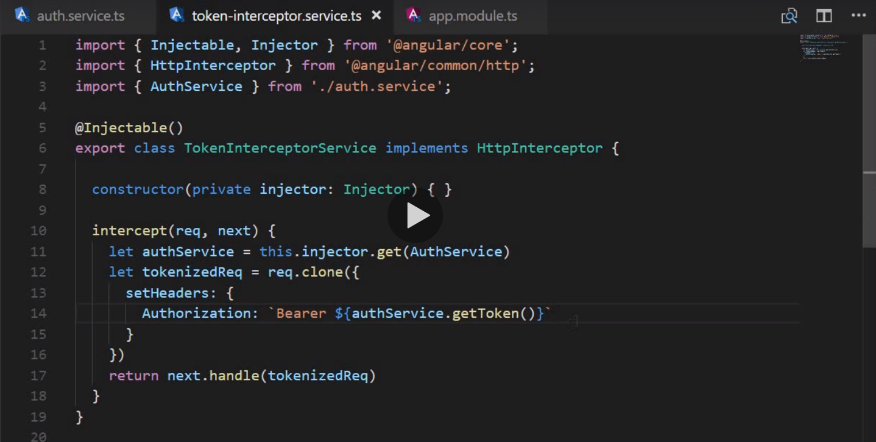 auth.service.ts token-interceptor.service.ts app.module.ts
1 import { Injectable, Injector } from '@angular/core';
2 import { HttpInterceptor } from '@angular/common/http';
3 import { AuthService } from './auth.service';
4
5 @Injectable()
6 export class TokenInterceptorService implements HttpInterceptor {
7
8   constructor(private injector: Injector) { }
9
10   intercept(req, next) {
11     let authService = this.injector.get(AuthService)
12     let tokenizedReq = req.clone({
13       setHeaders: {
14         Authorization: `Bearer ${authService.getToken()}`
15       }
16     })
17     return next.handle(tokenizedReq)
18   }
19 }
20